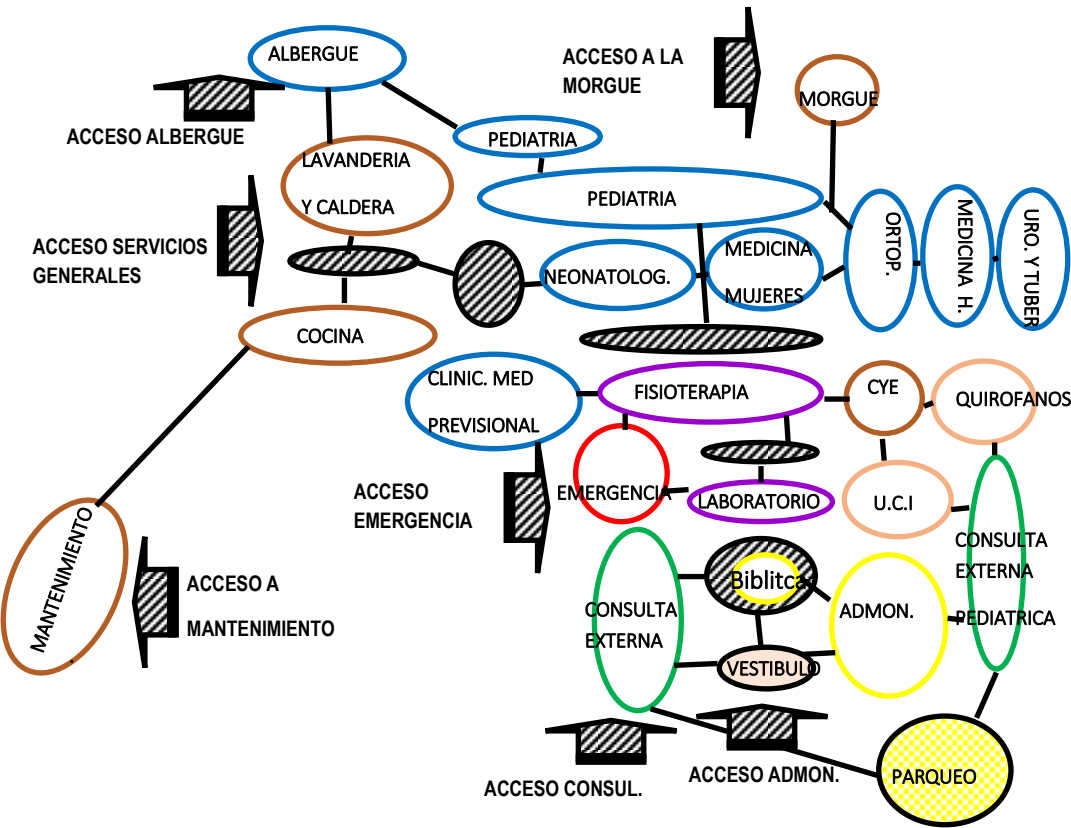 ALBERGUE
ACCESO A LA
MORGUE
MORGUE
ACCESO ALBERGUE
PEDIATRIA
LAVANDERIA
Y CALDERA
PEDIATRIA
ACCESO SERVICIOS
GENERALES
NEONATOLOG.
MEDICINA
MUJERES
ORTOP.
MEDICINA H.
URO. Y TUBER
COCINA
CLINIC. MED
PREVISIONAL
FISIOTERAPIA
CYE
QUIROFANOS
ACCESO
EMERGENCIA
EMERGENCIA
LABORATORIO
U.C.I
MANTENIMIENTO
ACCESO A
MANTENIMIENTO
CONSULTA
EXTERNA
Biblitca
ADMON.
CONSULTA
EXTERNA
PEDIATRICA
VESTIBULO
ACCESO CONSUL.
ACCESO ADMON.
PARQUEO